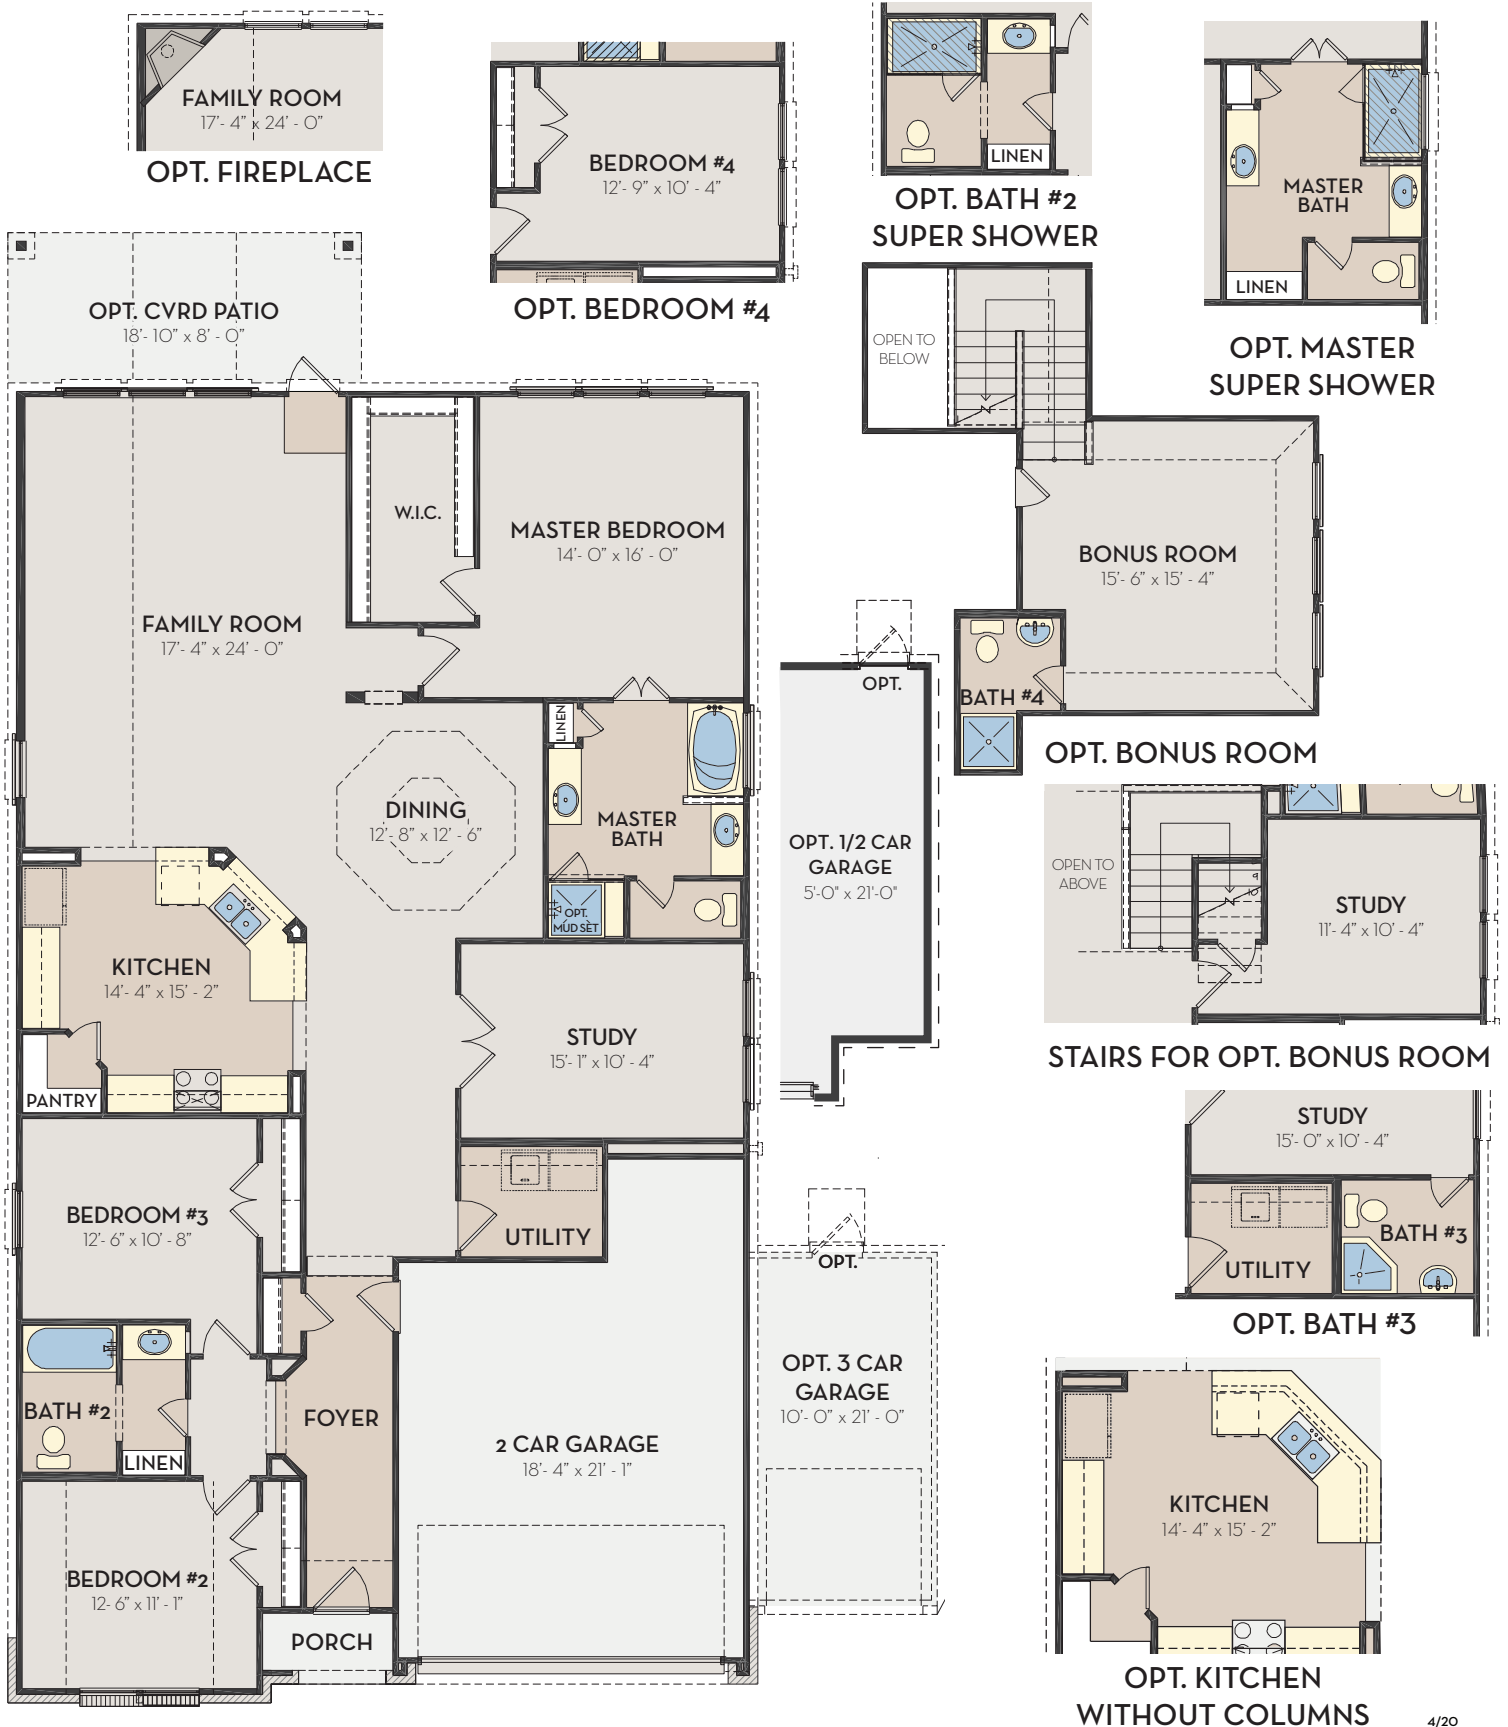 FAMILY ROOM
17'- 4" x 24' - 0"
OPT. FIREPLACE
BEDROOM #4
12'- 9" x 10' - 4"
OPT. BEDROOM #4
LINEN
OPT. BATH #2
SUPER SHOWER
MASTER
BATH
LINEN
OPT. MASTER
SUPER SHOWER
OPT. CVRD PATIO
18'- 10" x 8' - 0"
W.I.C.
MASTER BEDROOM
14'- 0" x 16' - 0"
FAMILY ROOM
17'- 4" x 24' - 0"
LINEN
DINING
12'- 8" x 12' - 6"
MASTER
BATH
OPT.
MUD SET
KITCHEN
14'- 4" x 15' - 2"
PANTRY
STUDY
15'- 1" x 10' - 4"
UTILITY
BEDROOM #3
12'- 6" x 10' - 8"
BATH #2
LINEN
FOYER
BEDROOM #2
12- 6" x 11' - 1"
PORCH
2 CAR GARAGE
18'- 4" x 21' - 1"
OPT.
OPT. 1/2 CAR
GARAGE
5'-0" x 21'-0"
OPT.
OPT. 3 CAR
GARAGE
10'- 0" x 21' - 0"
OPEN TO
BELOW
BONUS ROOM
15'- 6" x 15' - 4"
BATH #4
OPT. BONUS ROOM
OPEN TO
ABOVE
STUDY
11'- 4" x 10' - 4"
STAIRS FOR OPT. BONUS ROOM
STUDY
15'- 0" x 10' - 4"
BATH #3
UTILITY
OPT. BATH #3
KITCHEN
14'- 4" x 15' - 2"
OPT. KITCHEN
WITHOUT COLUMNS
4/20